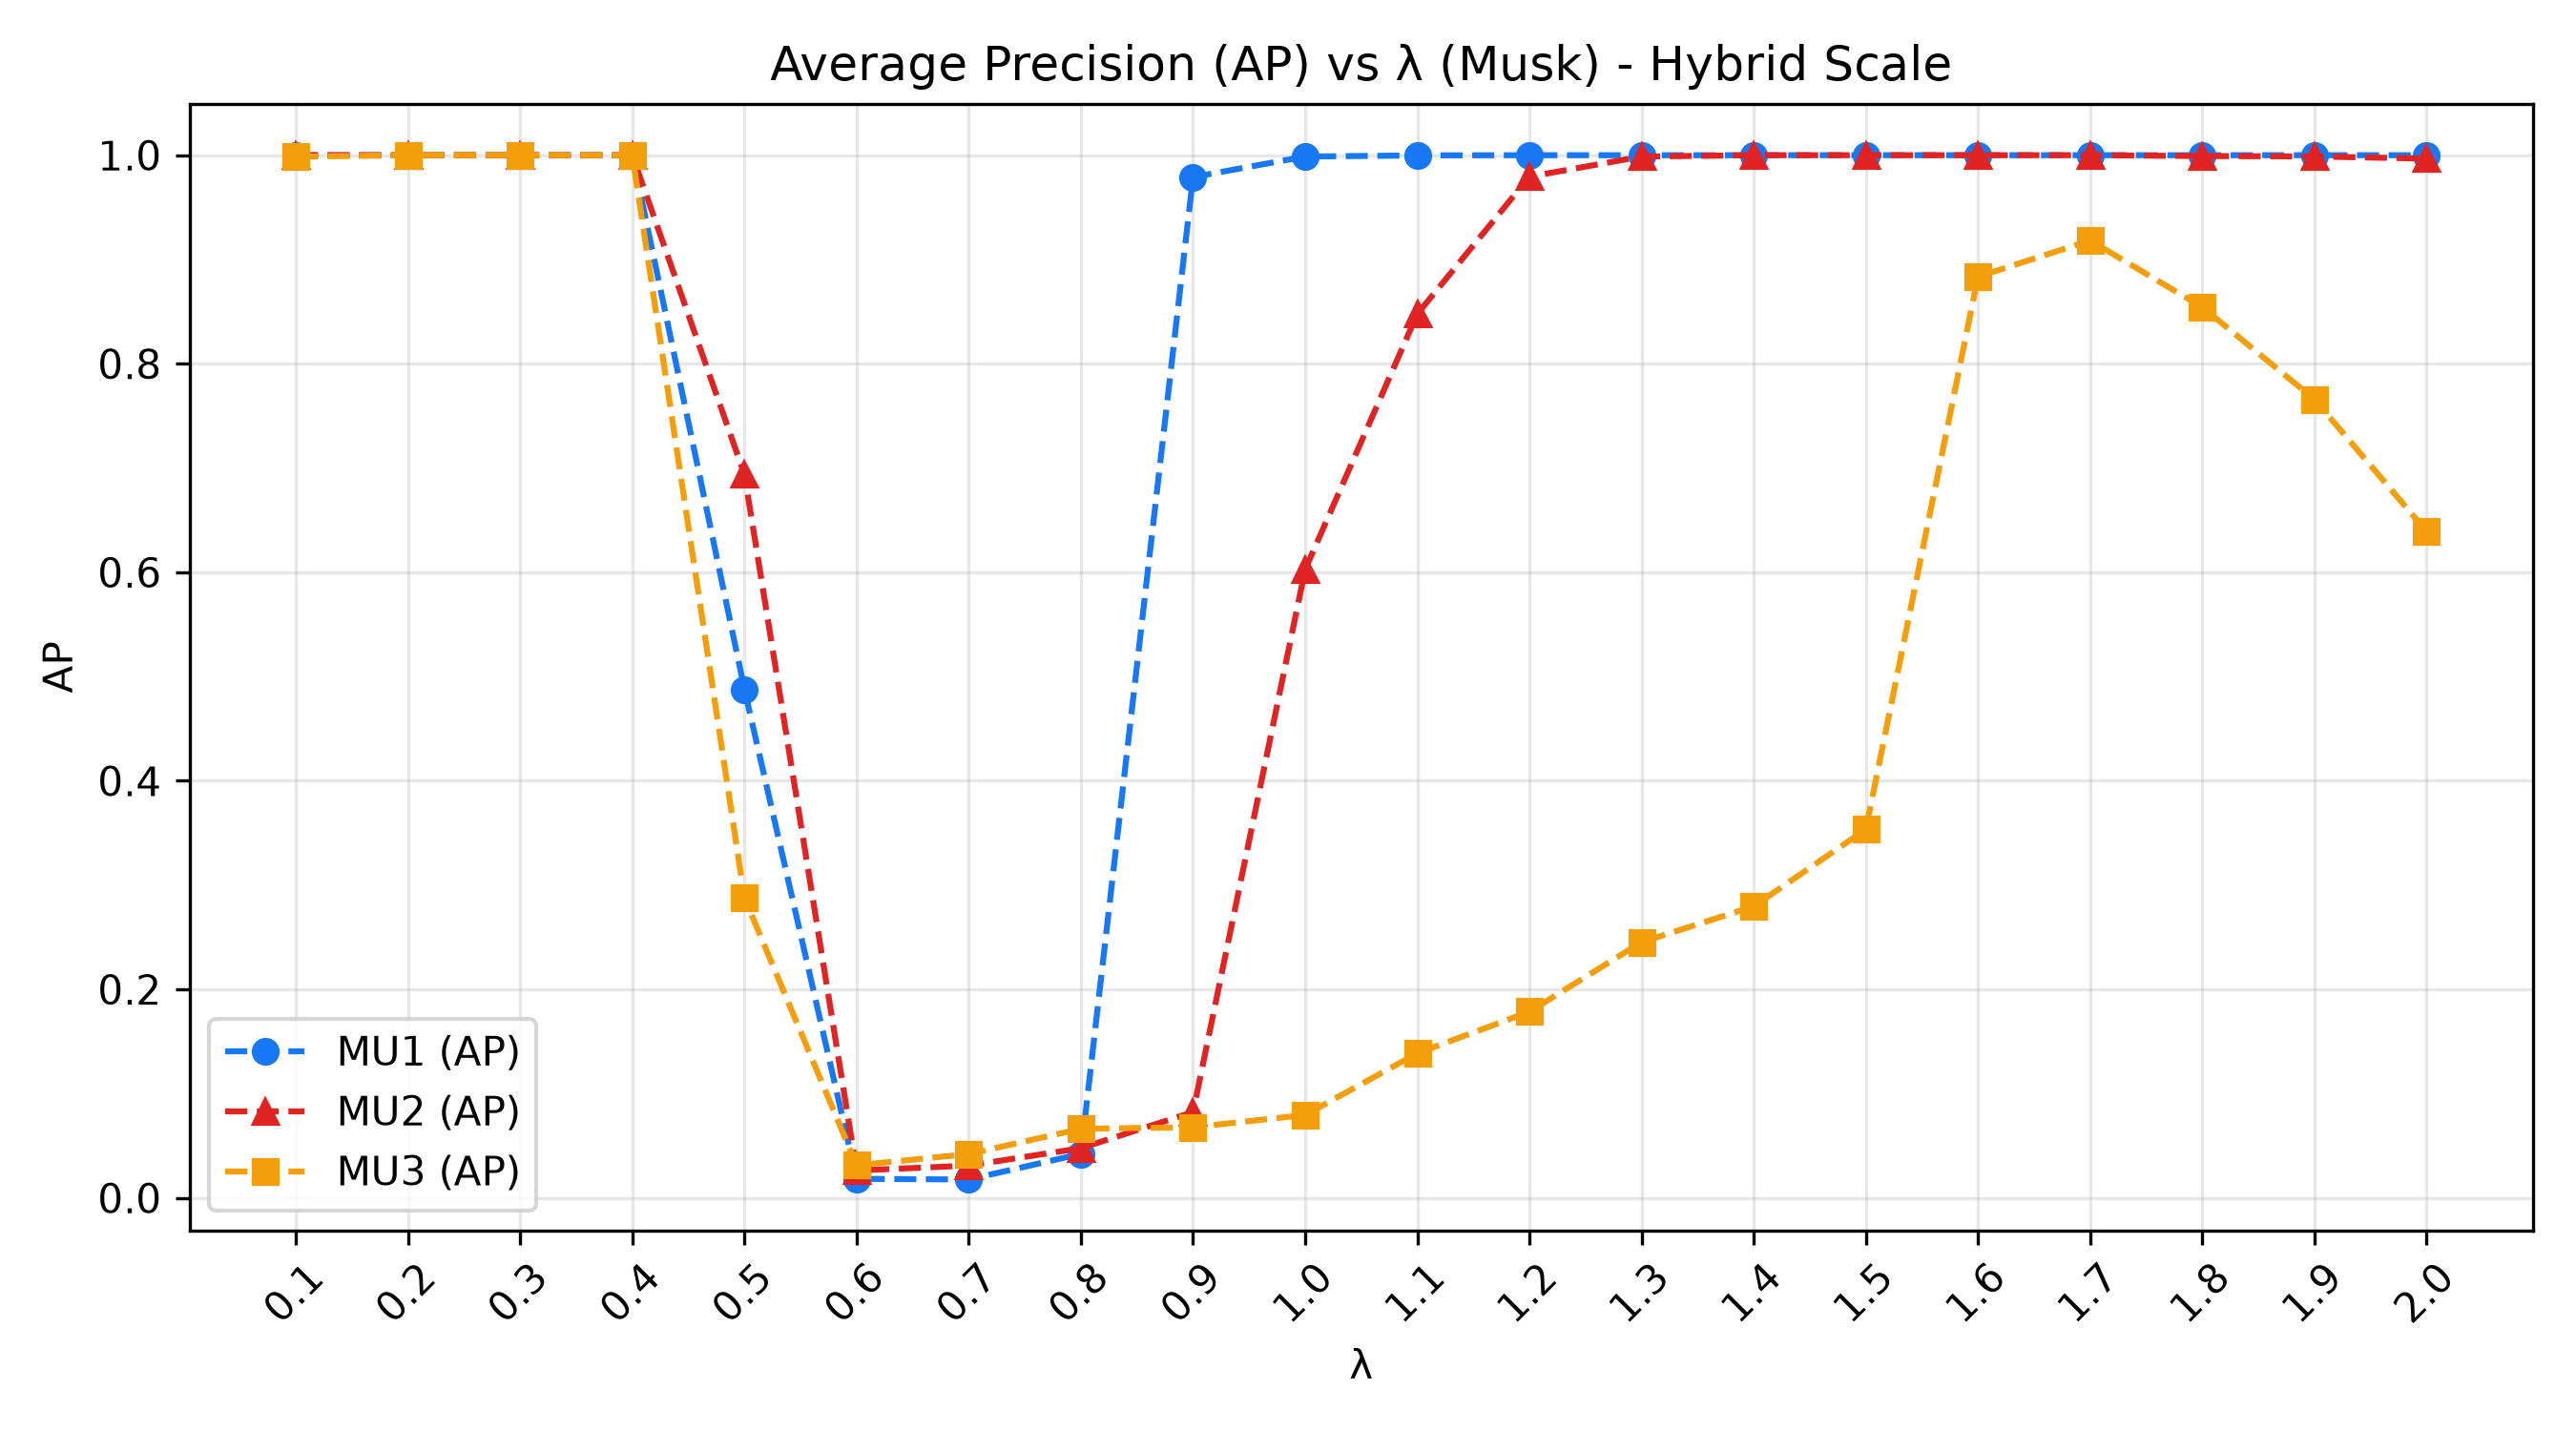 Average Precision (AP) vs λ (Musk) - Hybrid Scale
AP
1.0
0.8
0.6
0.4
0.2
0.0
MU1 (AP)
MU2 (AP)
MU3 (AP)
0.1 0.2 0.3 0.4 0.5 0.6 0.7 0.8 0.9 1.0 1.1 1.2 1.3 1.4 1.5 1.6 1.7 1.8 1.9 2.0
λ